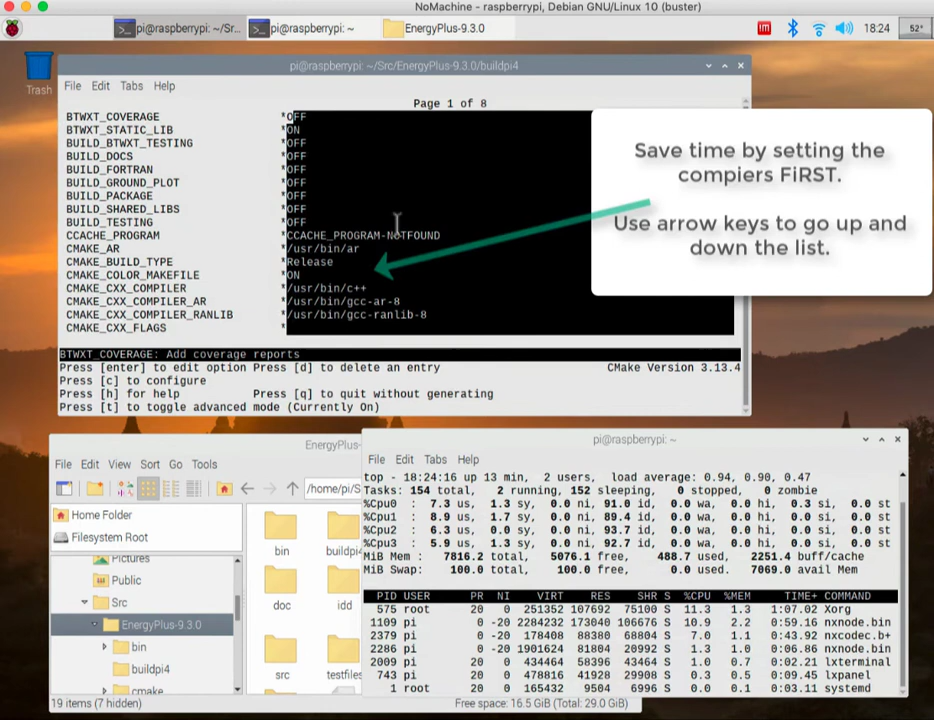 NoMachine - raspberrypi, Debian GNU/Linux 10 (buster)
pi@raspberrypi: ~/Sr...
pi@raspberrypi: ~
EnergyPlus-9.3.0
im
18:24
52°
Trash
pi@raspberrypi: ~/Src/EnergyPlus-9.3.0/buildpi4
File Edit Tabs Help
Page 1 of 8
BTWXT_COVERAGE *OFF
BTWXT_STATIC_LIB *ON
BUILD_BTWXT_TESTING *OFF
BUILD_DOCS *OFF
BUILD_FORTRAN *OFF
BUILD_GROUND_PLOT *OFF
BUILD_PACKAGE *OFF
BUILD_SHARED_LIBS *OFF
BUILD_TESTING *OFF
CCACHE_PROGRAM *CCACHE_PROGRAM-NOTFOUND
CMAKE_AR */usr/bin/ar
CMAKE_BUILD_TYPE *Release
CMAKE_COLOR_MAKEFILE *ON
CMAKE_CXX_COMPILER */usr/bin/c++
CMAKE_CXX_COMPILER_AR */usr/bin/gcc-ar-8
CMAKE_CXX_COMPILER_RANLIB */usr/bin/gcc-ranlib-8
CMAKE_CXX_FLAGS *
BTWXT_COVERAGE: Add coverage reports
Press [enter] to edit option Press [d] to delete an entry CMake Version 3.13.4
Press [c] to configure
Press [h] for help Press [q] to quit without generating
Press [t] to toggle advanced mode (Currently On)
Save time by setting the
compiers FiRST.
Use arrow keys to go up and
down the list.
EnergyPlus-
File Edit View Sort Go Tools
/home/pi/S
Home Folder
Filesystem Root
Pictures
Public
Src
EnergyPlus-9.3.0
bin
buildpi4
cmake
bin
buildpi4
doc
idd
src
testfiles
19 items (7 hidden)
Free space: 16.5 GiB (Total: 29.0 GiB)
pi@raspberrypi: ~
File Edit Tabs Help
top - 18:24:16 up 13 min, 2 users, load average: 0.94, 0.90, 0.47
Tasks: 154 total, 2 running, 152 sleeping, 0 stopped, 0 zombie
%Cpu0 : 7.3 us, 1.3 sy, 0.0 ni, 91.0 id, 0.0 wa, 0.0 hi, 0.3 si, 0.0 st
%Cpu1 : 8.9 us, 1.7 sy, 0.0 ni, 89.4 id, 0.0 wa, 0.0 hi, 0.0 si, 0.0 st
%Cpu2 : 6.3 us, 0.0 sy, 0.0 ni, 93.7 id, 0.0 wa, 0.0 hi, 0.0 si, 0.0 st
%Cpu3 : 5.9 us, 1.3 sy, 0.0 ni, 92.7 id, 0.0 wa, 0.0 hi, 0.0 si, 0.0 st
MiB Mem : 7816.2 total, 5076.1 free, 488.7 used, 2251.4 buff/cache
MiB Swap: 100.0 total, 100.0 free, 0.0 used. 7069.0 avail Mem
PID USER PR NI VIRT RES SHR S %CPU %MEM TIME+ COMMAND
575 root 20 0 251352 107692 75100 S 11.3 1.3 1:07.02 Xorg
1109 pi 0 -20 2284232 173040 106676 S 10.9 2.2 0:59.16 nxnode.bin
2379 pi 0 -20 178408 88380 68804 S 7.0 1.1 0:43.92 nxcodec.b+
2286 pi 0 -20 1901624 81804 20992 S 1.3 1.0 0:06.86 nxnode.bin
2009 pi 20 0 434464 58396 43464 S 1.0 0.7 0:02.21 lxterminal
743 pi 20 0 478816 41928 29908 S 0.3 0.5 0:09.45 lxpanel
1 root 20 0 165432 9504 6996 S 0.0 0.1 0:03.11 systemd